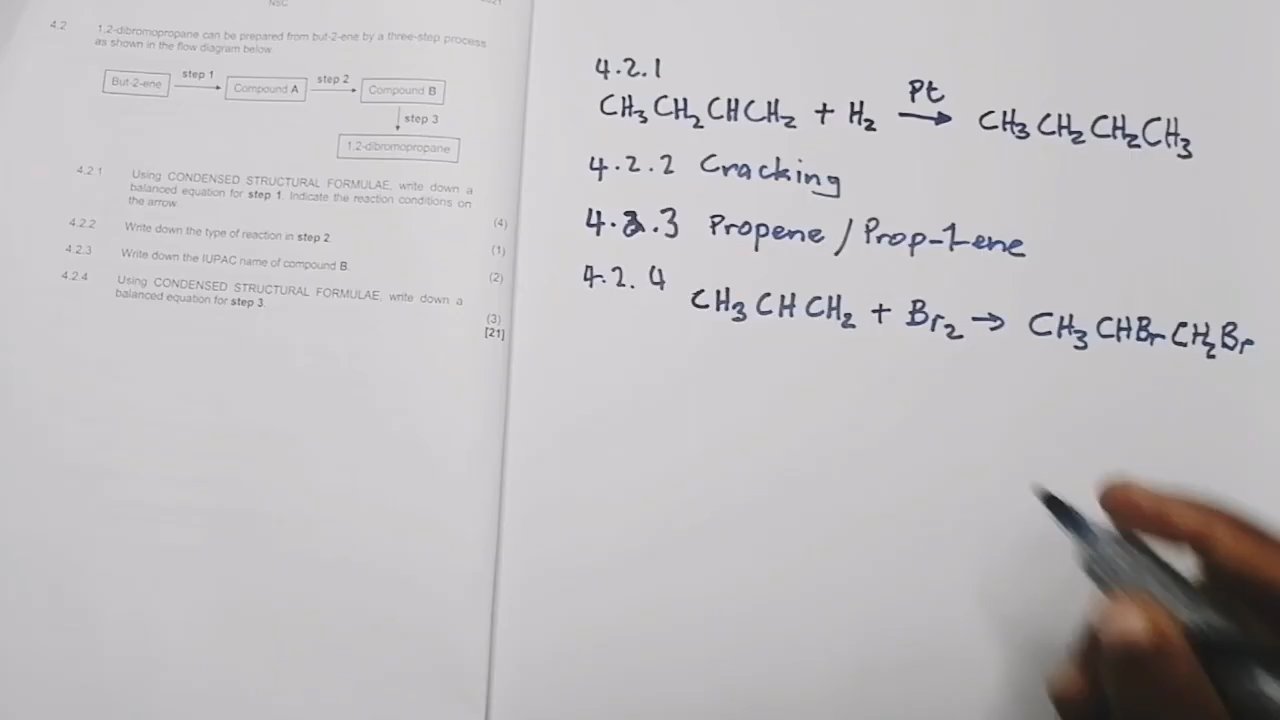 NSC
4.2 1,2-dibromopropane can be prepared from but-2-ene by a three-step process
as shown in the flow diagram below.
But-2-ene step 1 Compound A step 2 Compound B
step 3
1,2-dibromopropane
4.2.1 Using CONDENSED STRUCTURAL FORMULAE, write down a
balanced equation for step 1. Indicate the reaction conditions on
the arrow. (4)
4.2.2 Write down the type of reaction in step 2. (1)
4.2.3 Write down the IUPAC name of compound B. (2)
4.2.4 Using CONDENSED STRUCTURAL FORMULAE, write down a
balanced equation for step 3. (3)
[21]
4.2.1
CH₃CH₂CHCH₂ + H₂ Pt → CH₃CH₂CH₂CH₃
4.2.2 Cracking
4.2.3 Propene / Prop-1-ene
4.2.4 CH₃CHCH₂ + Br₂ → CH₃CHBrCH₂Br